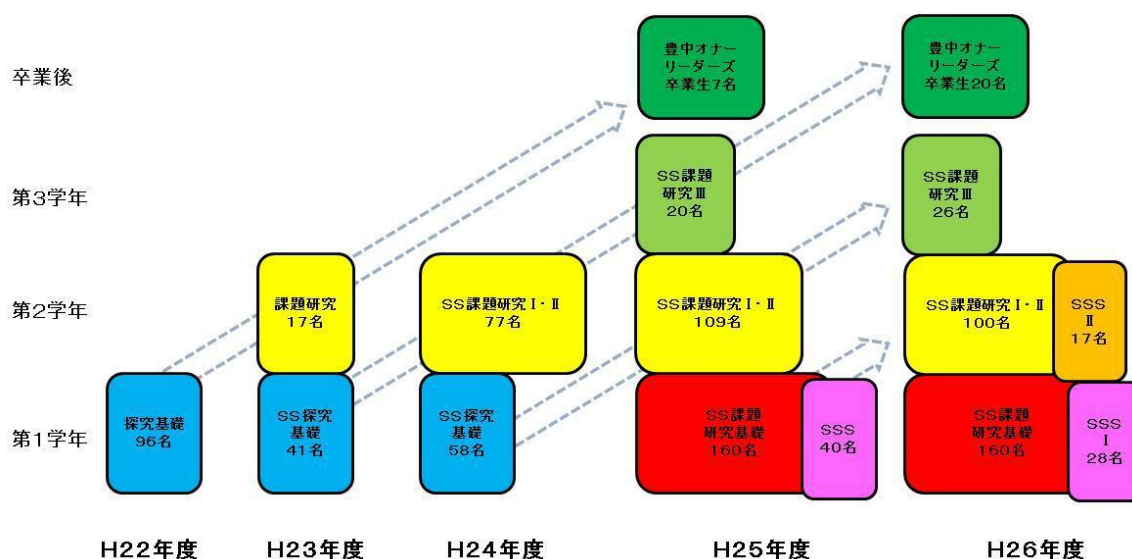 卒業後
豊中オナー
リーダーズ
卒業生7名
豊中オナー
リーダーズ
卒業生20名
第3学年
SS課題
研究Ⅲ
20名
SS課題
研究Ⅲ
26名
第2学年
課題研究
17名
SS課題研究Ⅰ・Ⅱ
77名
SS課題研究Ⅰ・Ⅱ
109名
SS課題研究Ⅰ・Ⅱ
100名
SSS
Ⅱ
17名
第1学年
探究基礎
96名
SS探究
基礎
41名
SS探究
基礎
58名
SS課題
研究基礎
160名
SSS
40名
SS課題
研究基礎
160名
SSS
Ⅰ
28名
H22年度
H23年度
H24年度
H25年度
H26年度